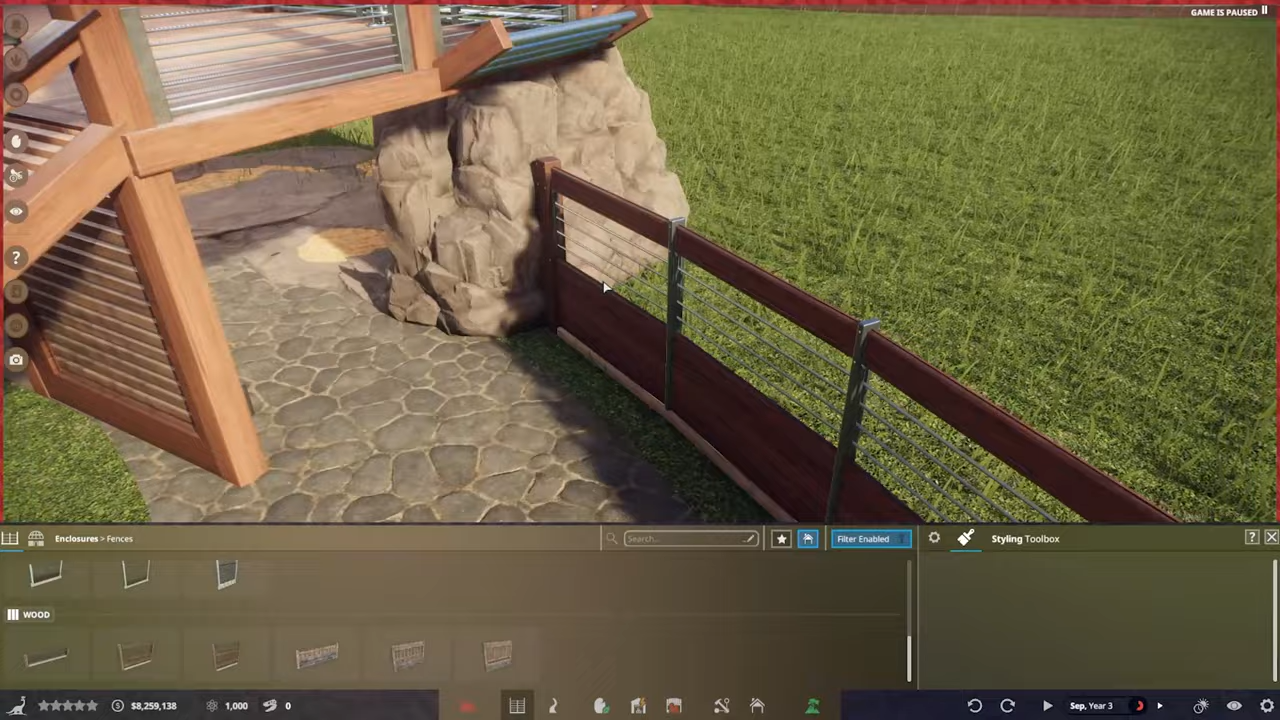 GAME IS PAUSED
?
Enclosures > Fences
Search...
Filter Enabled
Styling Toolbox
?
WOOD
$8,259,138
1,000
0
Sep, Year 3